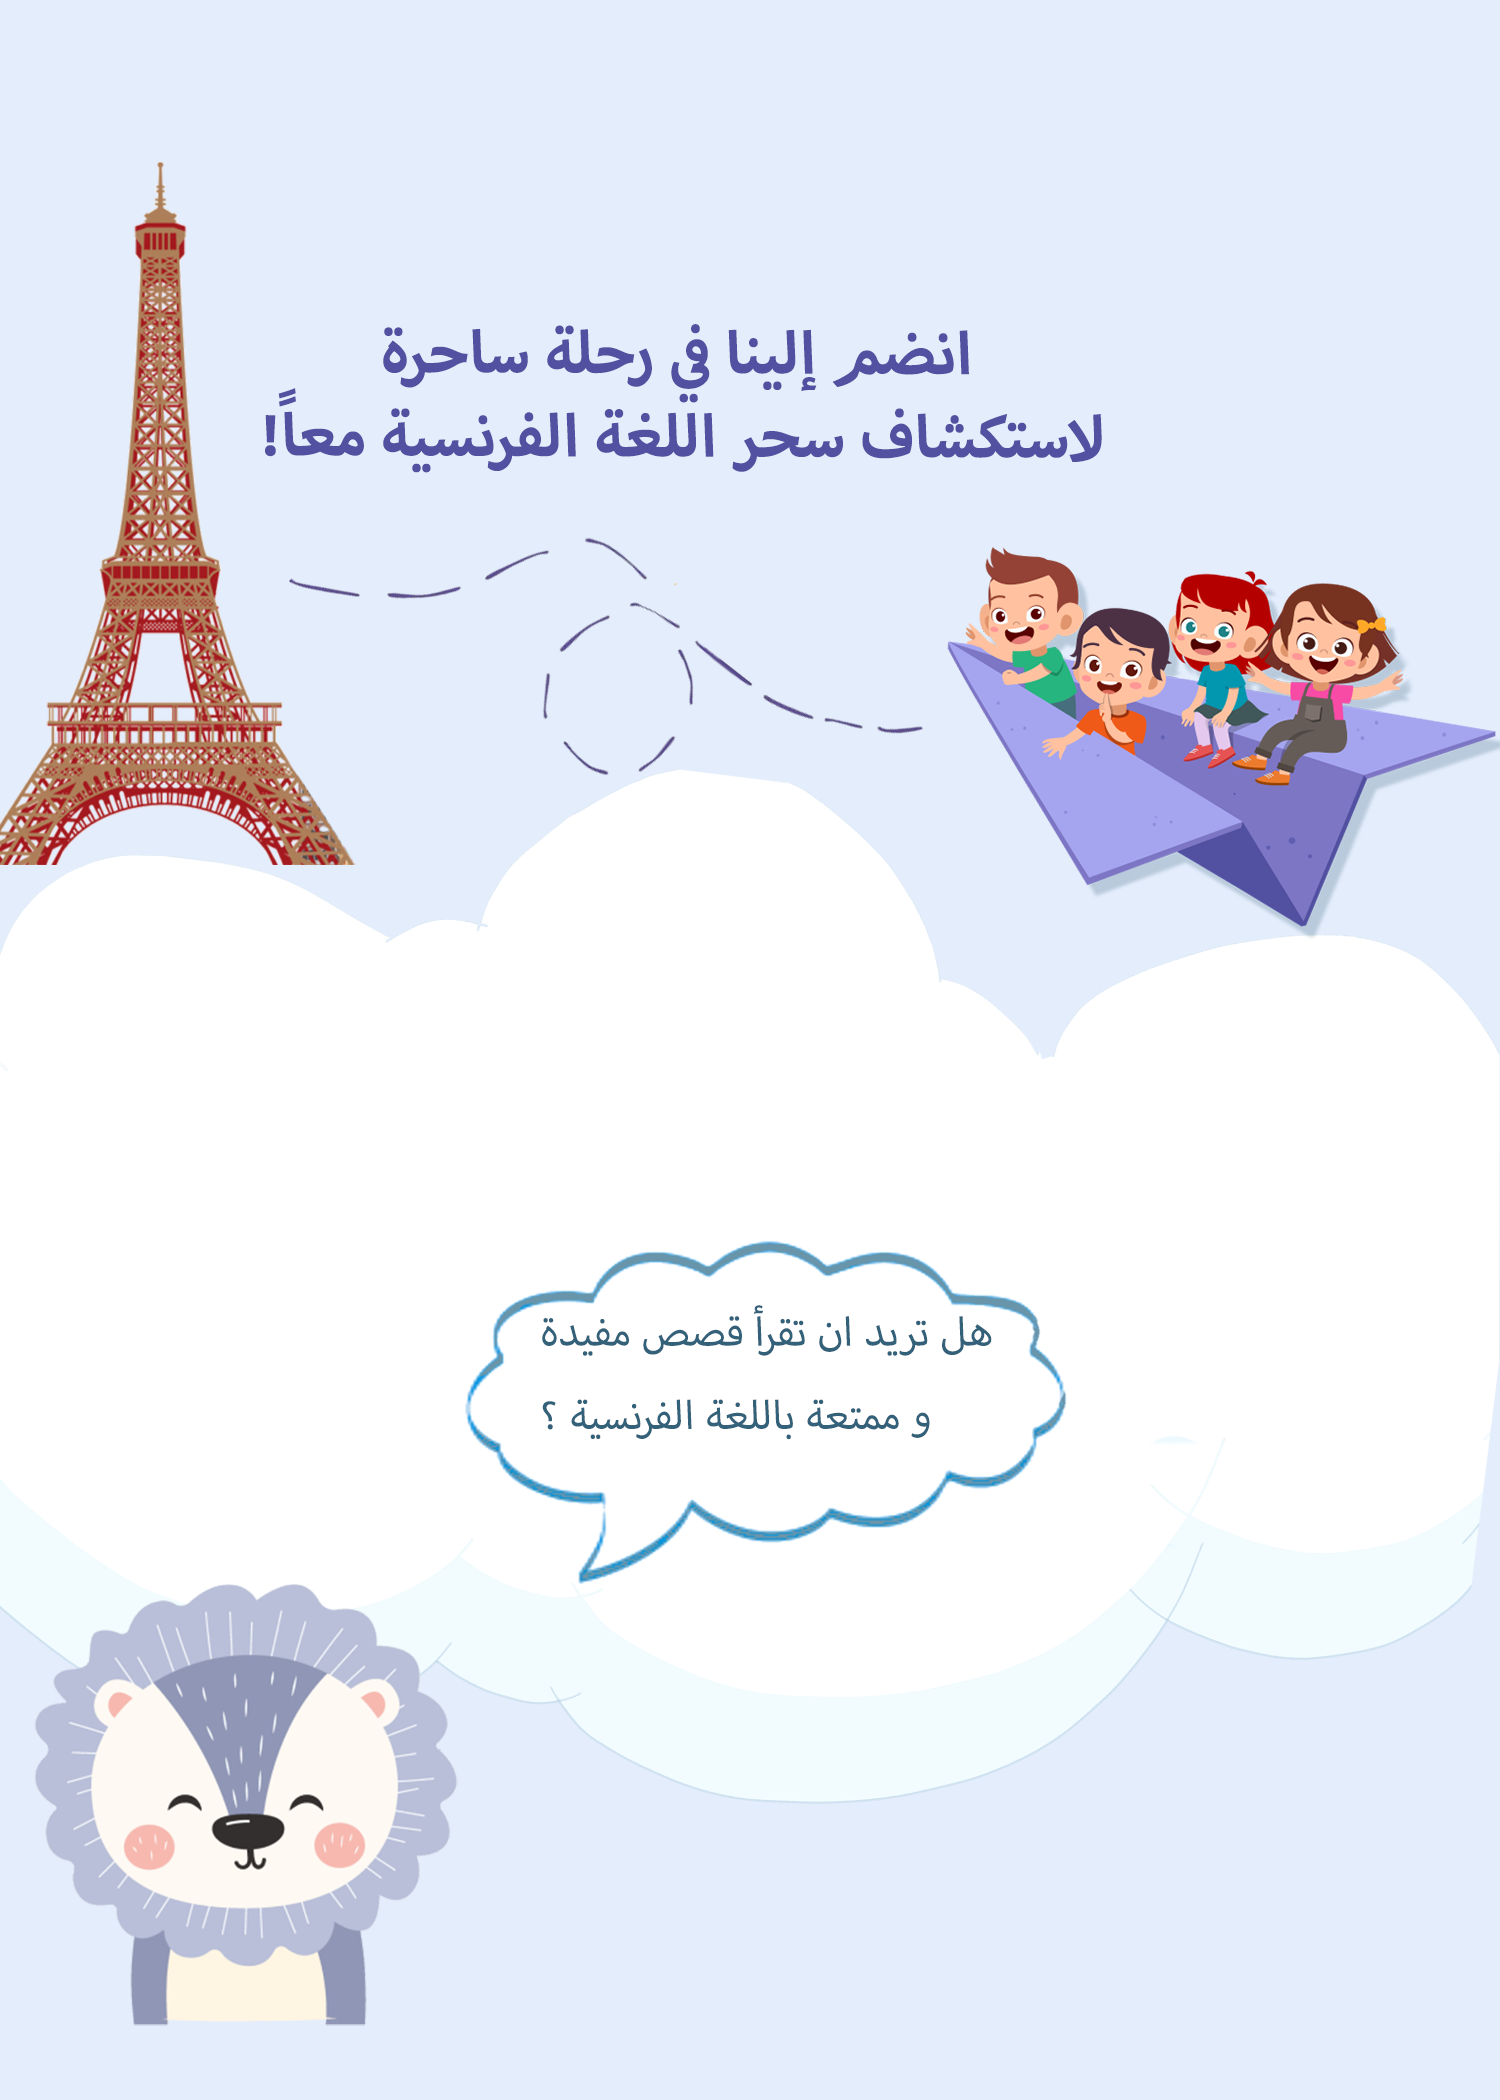 انضم إلينا في رحلة ساحرة
لاستكشاف سحر اللغة الفرنسية معاً!
هل تريد ان تقرأ قصص مفيدة
و ممتعة باللغة الفرنسية ؟